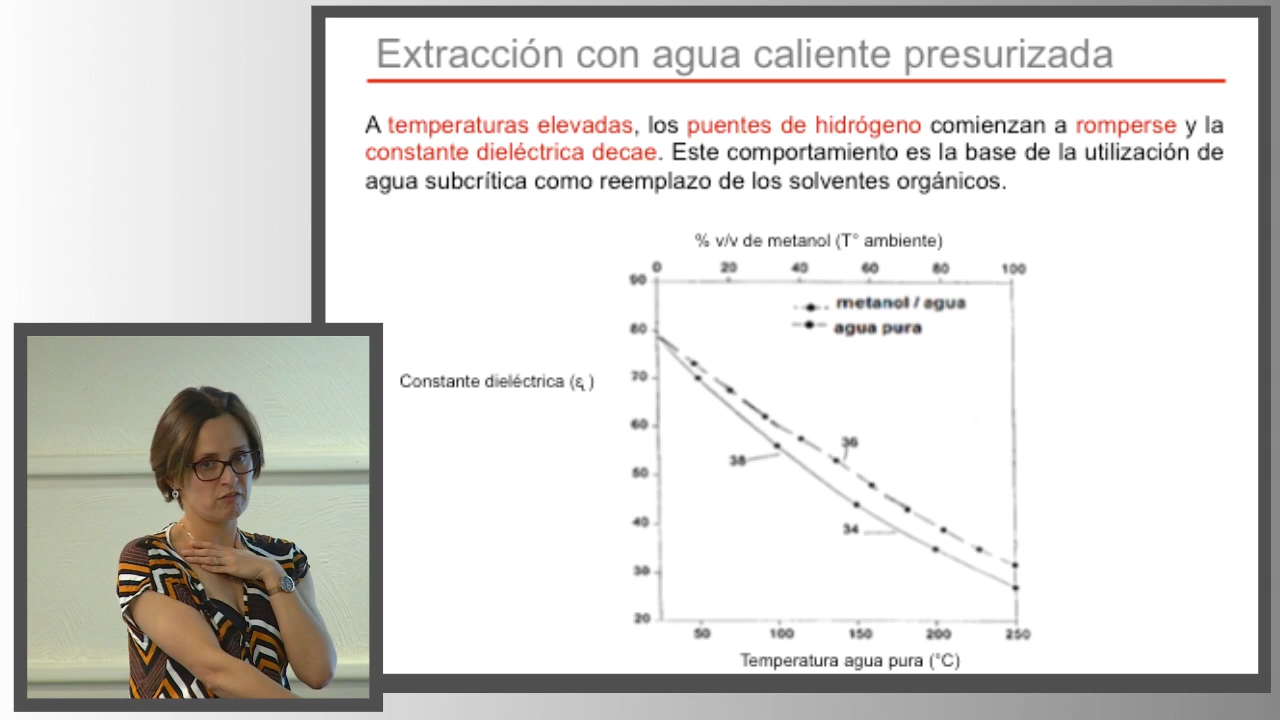 Extracción con agua caliente presurizada
A temperaturas elevadas, los puentes de hidrógeno comienzan a romperse y la
constante dieléctrica decae. Este comportamiento es la base de la utilización de
agua subcrítica como reemplazo de los solventes orgánicos.
% v/v de metanol (T° ambiente)
0 20 40 60 80 100
90
metanol / agua
80
agua pura
70
Constante dieléctrica (ε )
60
36
38
50
40
34
30
20
50 100 150 200 250
Temperatura agua pura (°C)